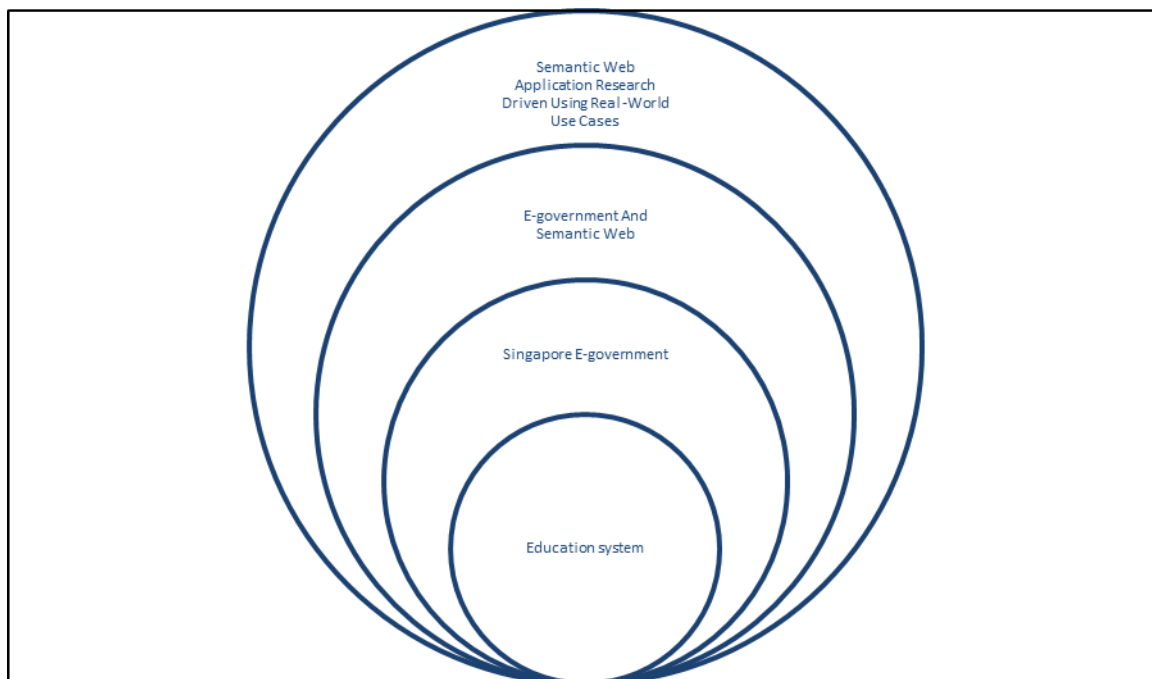 Semantic Web
Application Research
Driven Using Real -World
Use Cases
E-government And
Semantic Web
Singapore E-government
Education system